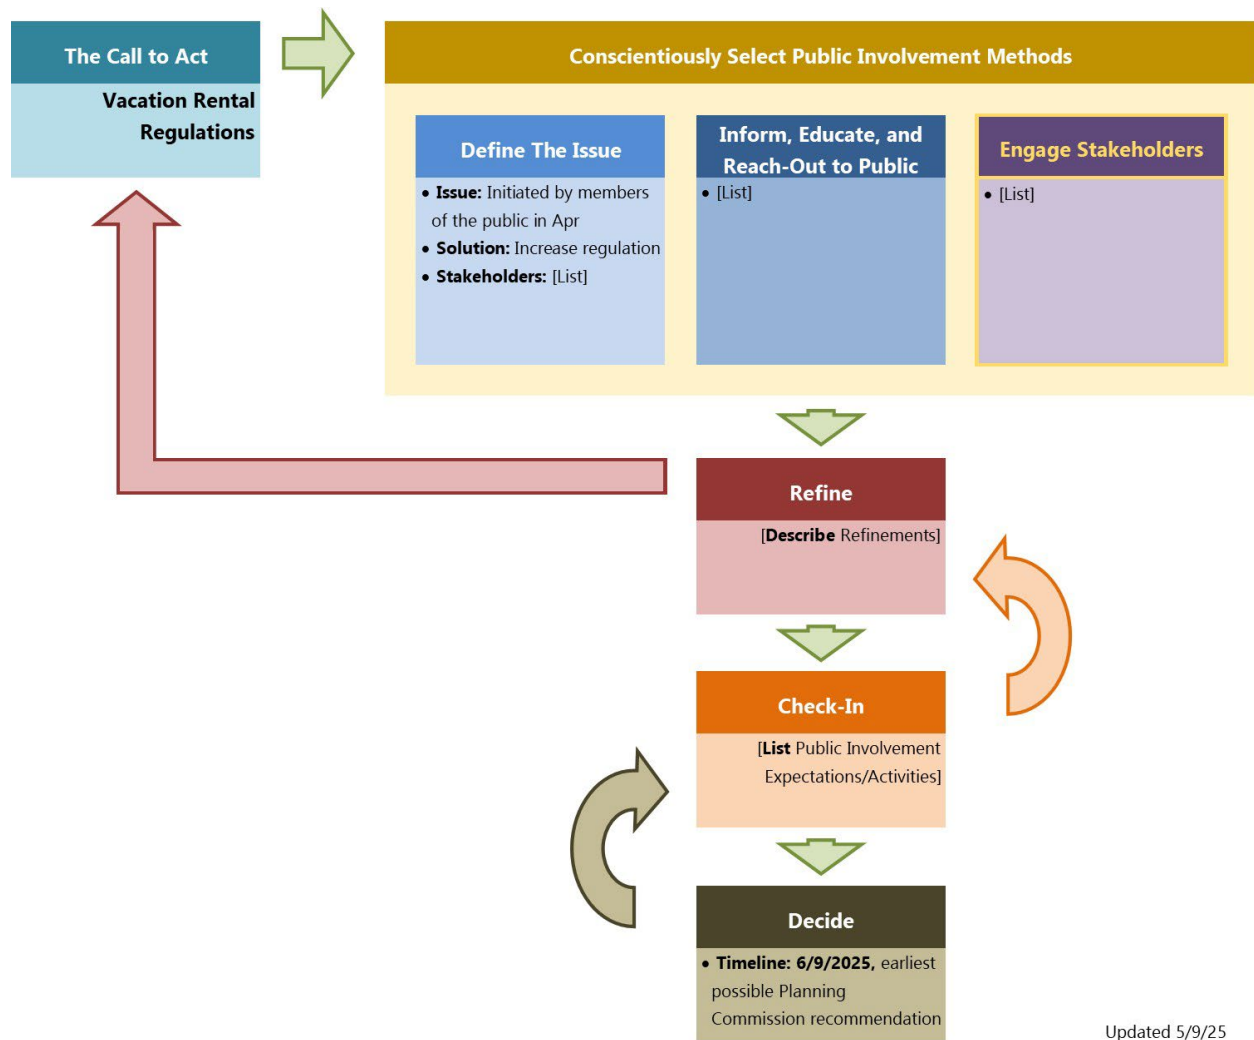 The Call to Act
Vacation Rental
Regulations
Conscientiously Select Public Involvement Methods
Define The Issue
• Issue: Initiated by members
of the public in Apr
• Solution: Increase regulation
• Stakeholders: [List]
Inform, Educate, and
Reach-Out to Public
• [List]
Engage Stakeholders
• [List]
Refine
[Describe Refinements]
Check-In
[List Public Involvement
Expectations/Activities]
Decide
• Timeline: 6/9/2025, earliest
possible Planning
Commission recommendation
Updated 5/9/25